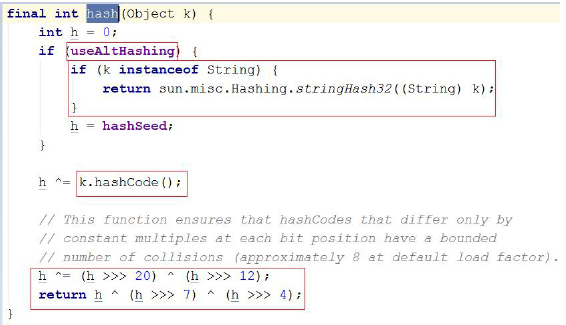 final int hash(Object k) {
int h = 0;
if (useAltHashing) {
if (k instanceof String) {
return sun.misc.Hashing.stringHash32((String) k);
}
h = hashSeed;
}
h ^= k.hashCode();
// This function ensures that hashCodes that differ only by
// constant multiples at each bit position have a bounded
// number of collisions (approximately 8 at default load factor).
h ^= (h >>> 20) ^ (h >>> 12);
return h ^ (h >>> 7) ^ (h >>> 4);
}